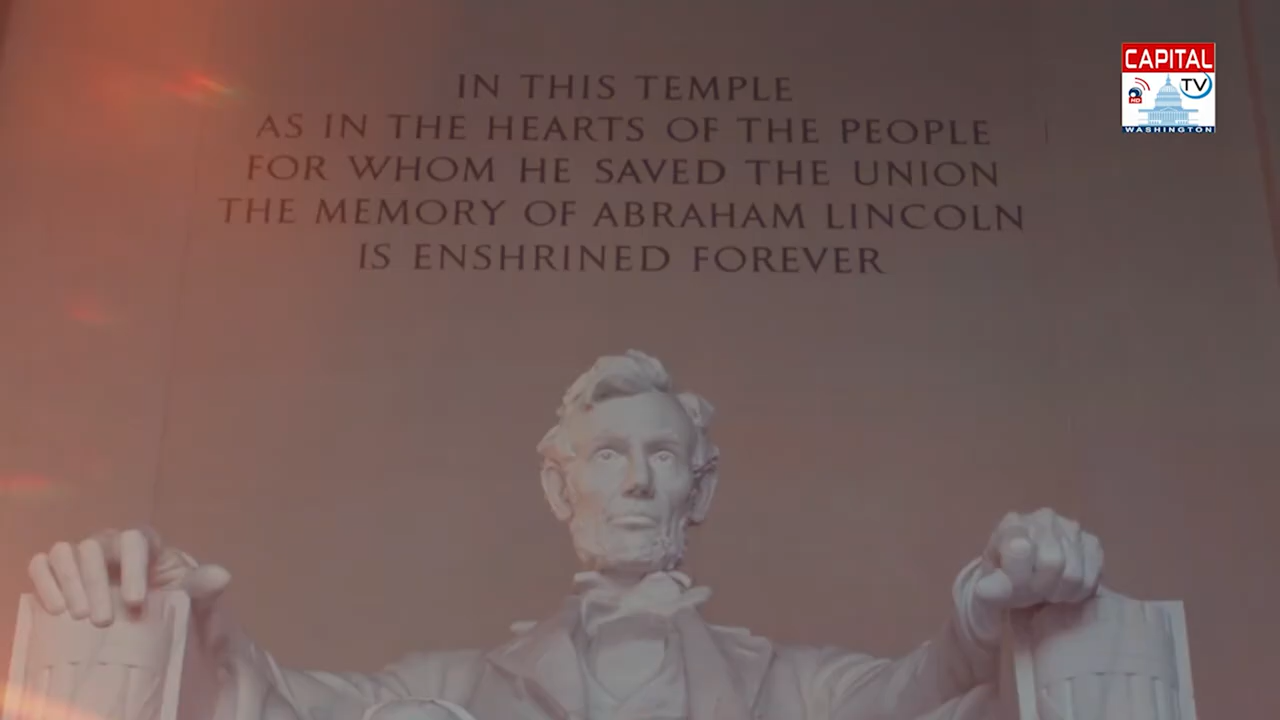 IN THIS TEMPLE
AS IN THE HEARTS OF THE PEOPLE
FOR WHOM HE SAVED THE UNION
THE MEMORY OF ABRAHAM LINCOLN
IS ENSHRINED FOREVER
CAPITAL
TV
HD
WASHINGTON